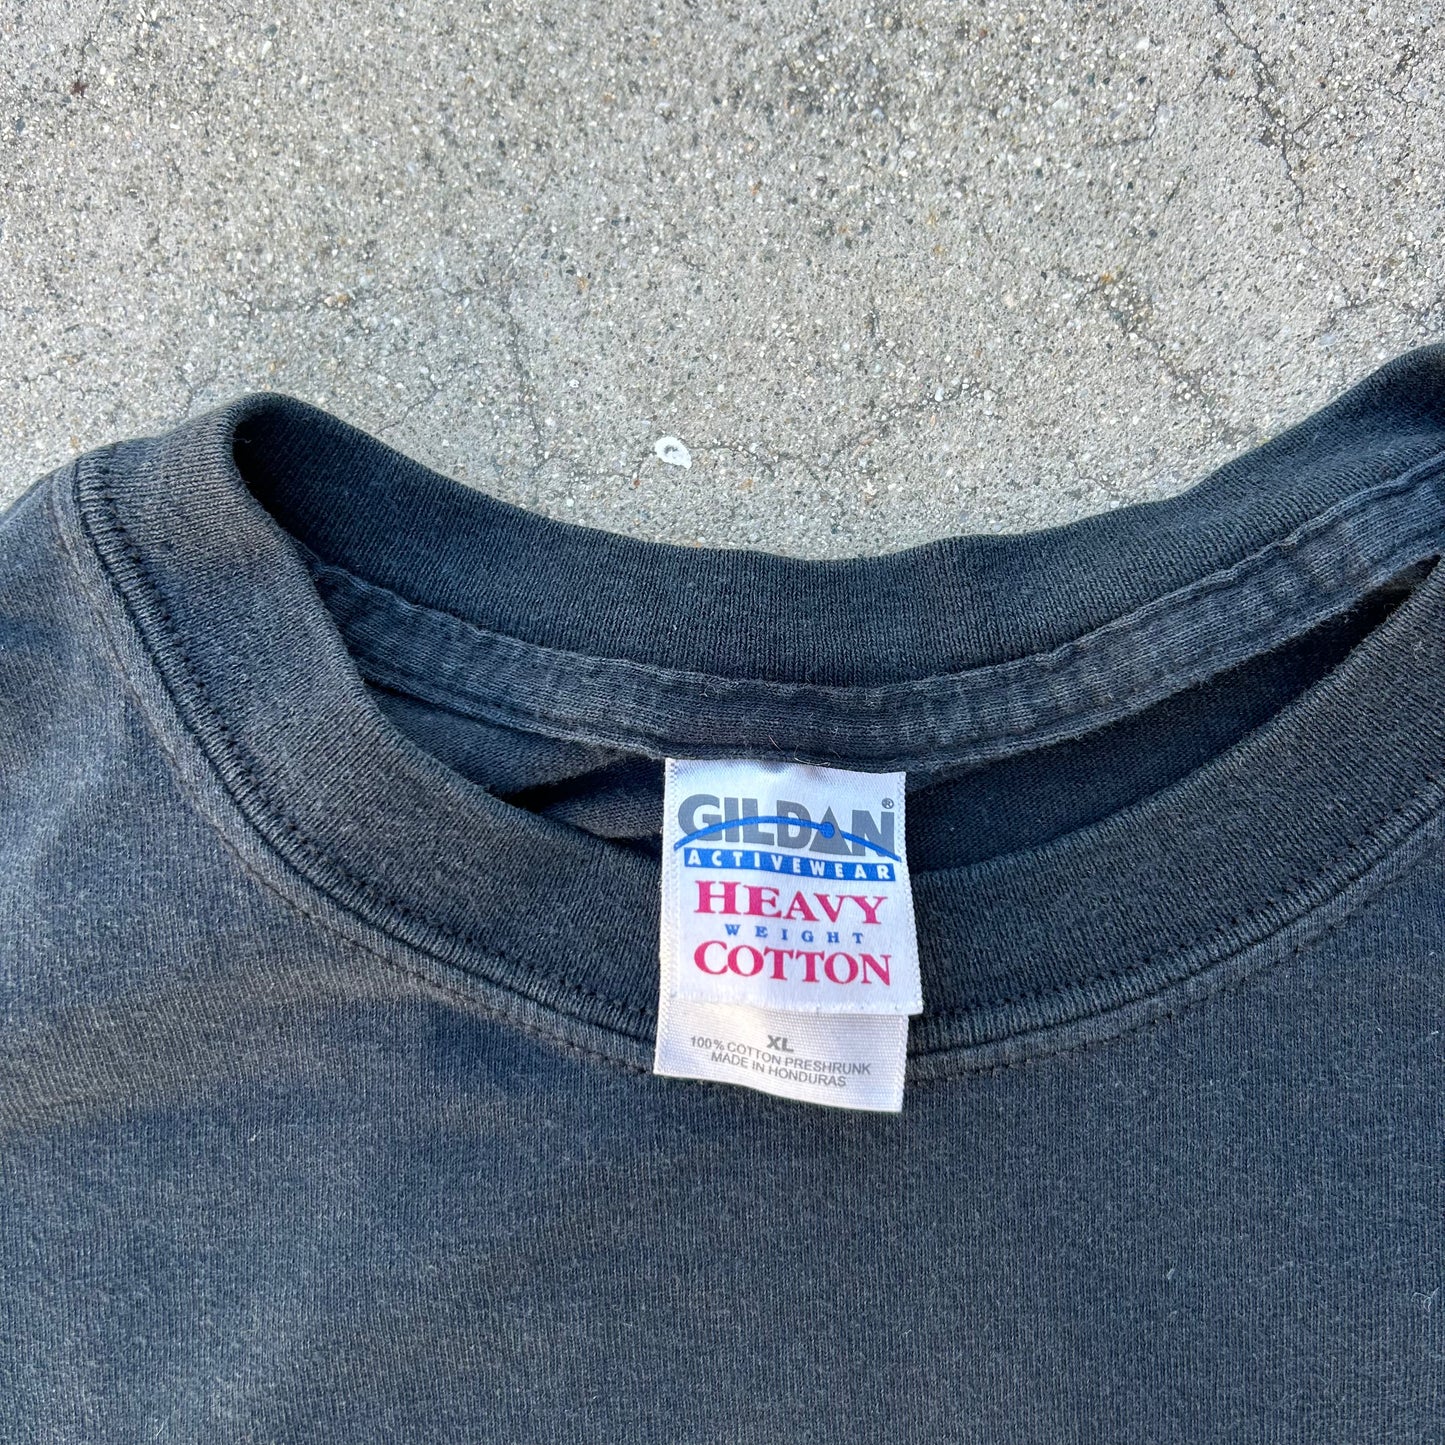 GILDAN®
ACTIVEWEAR
HEAVY
WEIGHT
COTTON
XL
100% COTTON PRESHRUNK
MADE IN HONDURAS